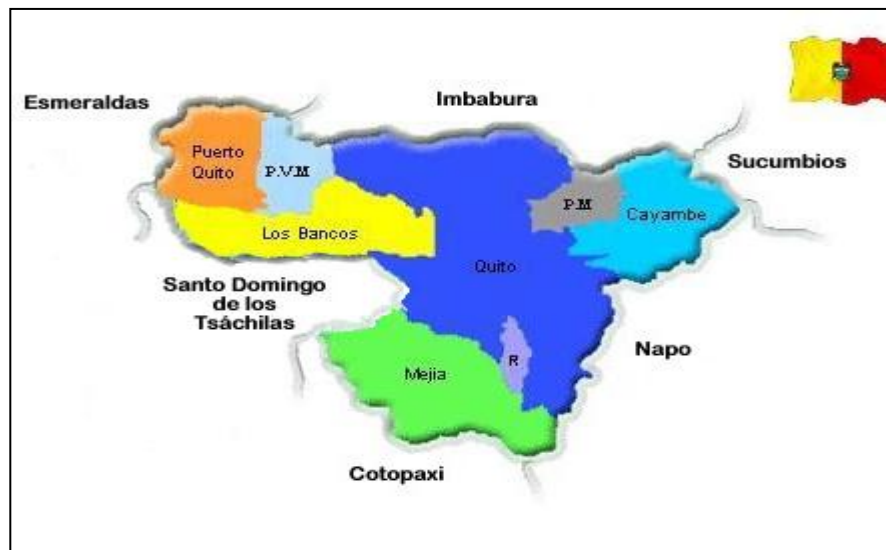 Esmeraldas
Imbabura
Sucumbios
Puerto
Quito
P.V.M
P.M
Cayambe
Los Bancos
Quito
Santo Domingo
de los
Tsáchilas
Napo
R
Mejia
Cotopaxi